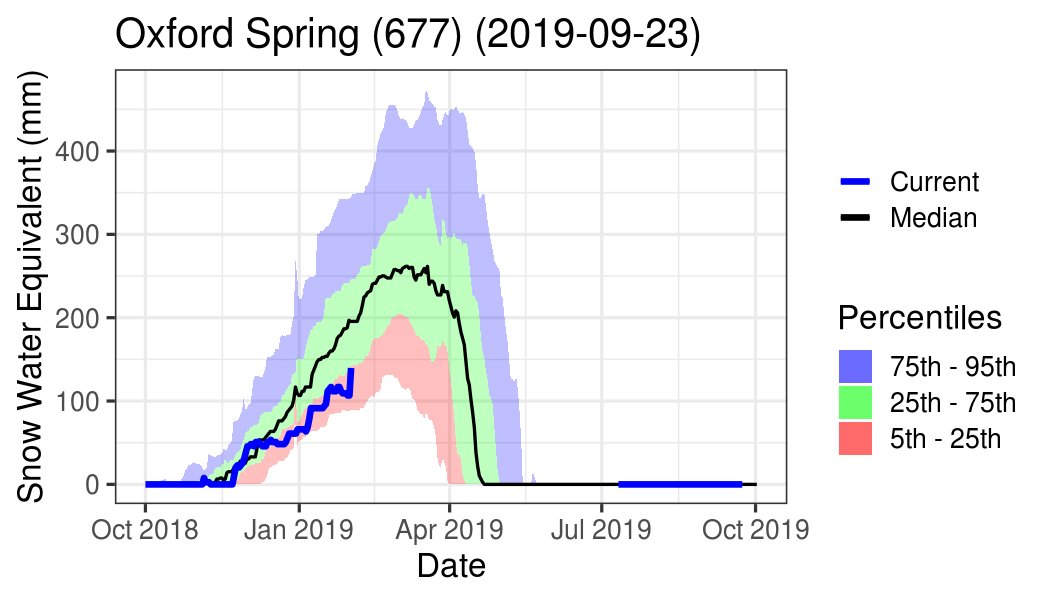 Oxford Spring (677) (2019-09-23)
Snow Water Equivalent (mm)
400
300
200
100
0
Oct 2018
Jan 2019
Apr 2019
Jul 2019
Oct 2019
Date
Current
Median
Percentiles
75th - 95th
25th - 75th
5th - 25th